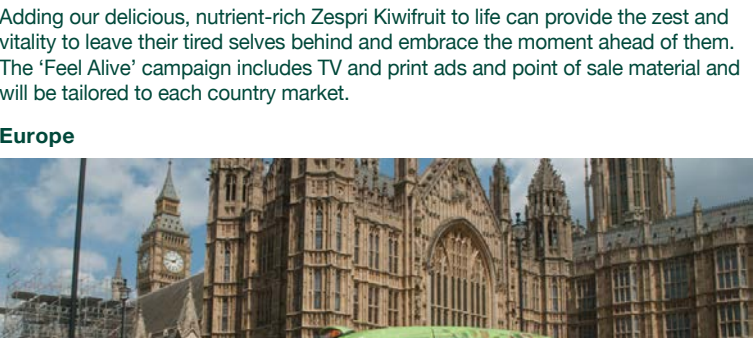 Adding our delicious, nutrient-rich Zespri Kiwifruit to life can provide the zest and
vitality to leave their tired selves behind and embrace the moment ahead of them.
The ‘Feel Alive’ campaign includes TV and print ads and point of sale material and
will be tailored to each country market.
Europe